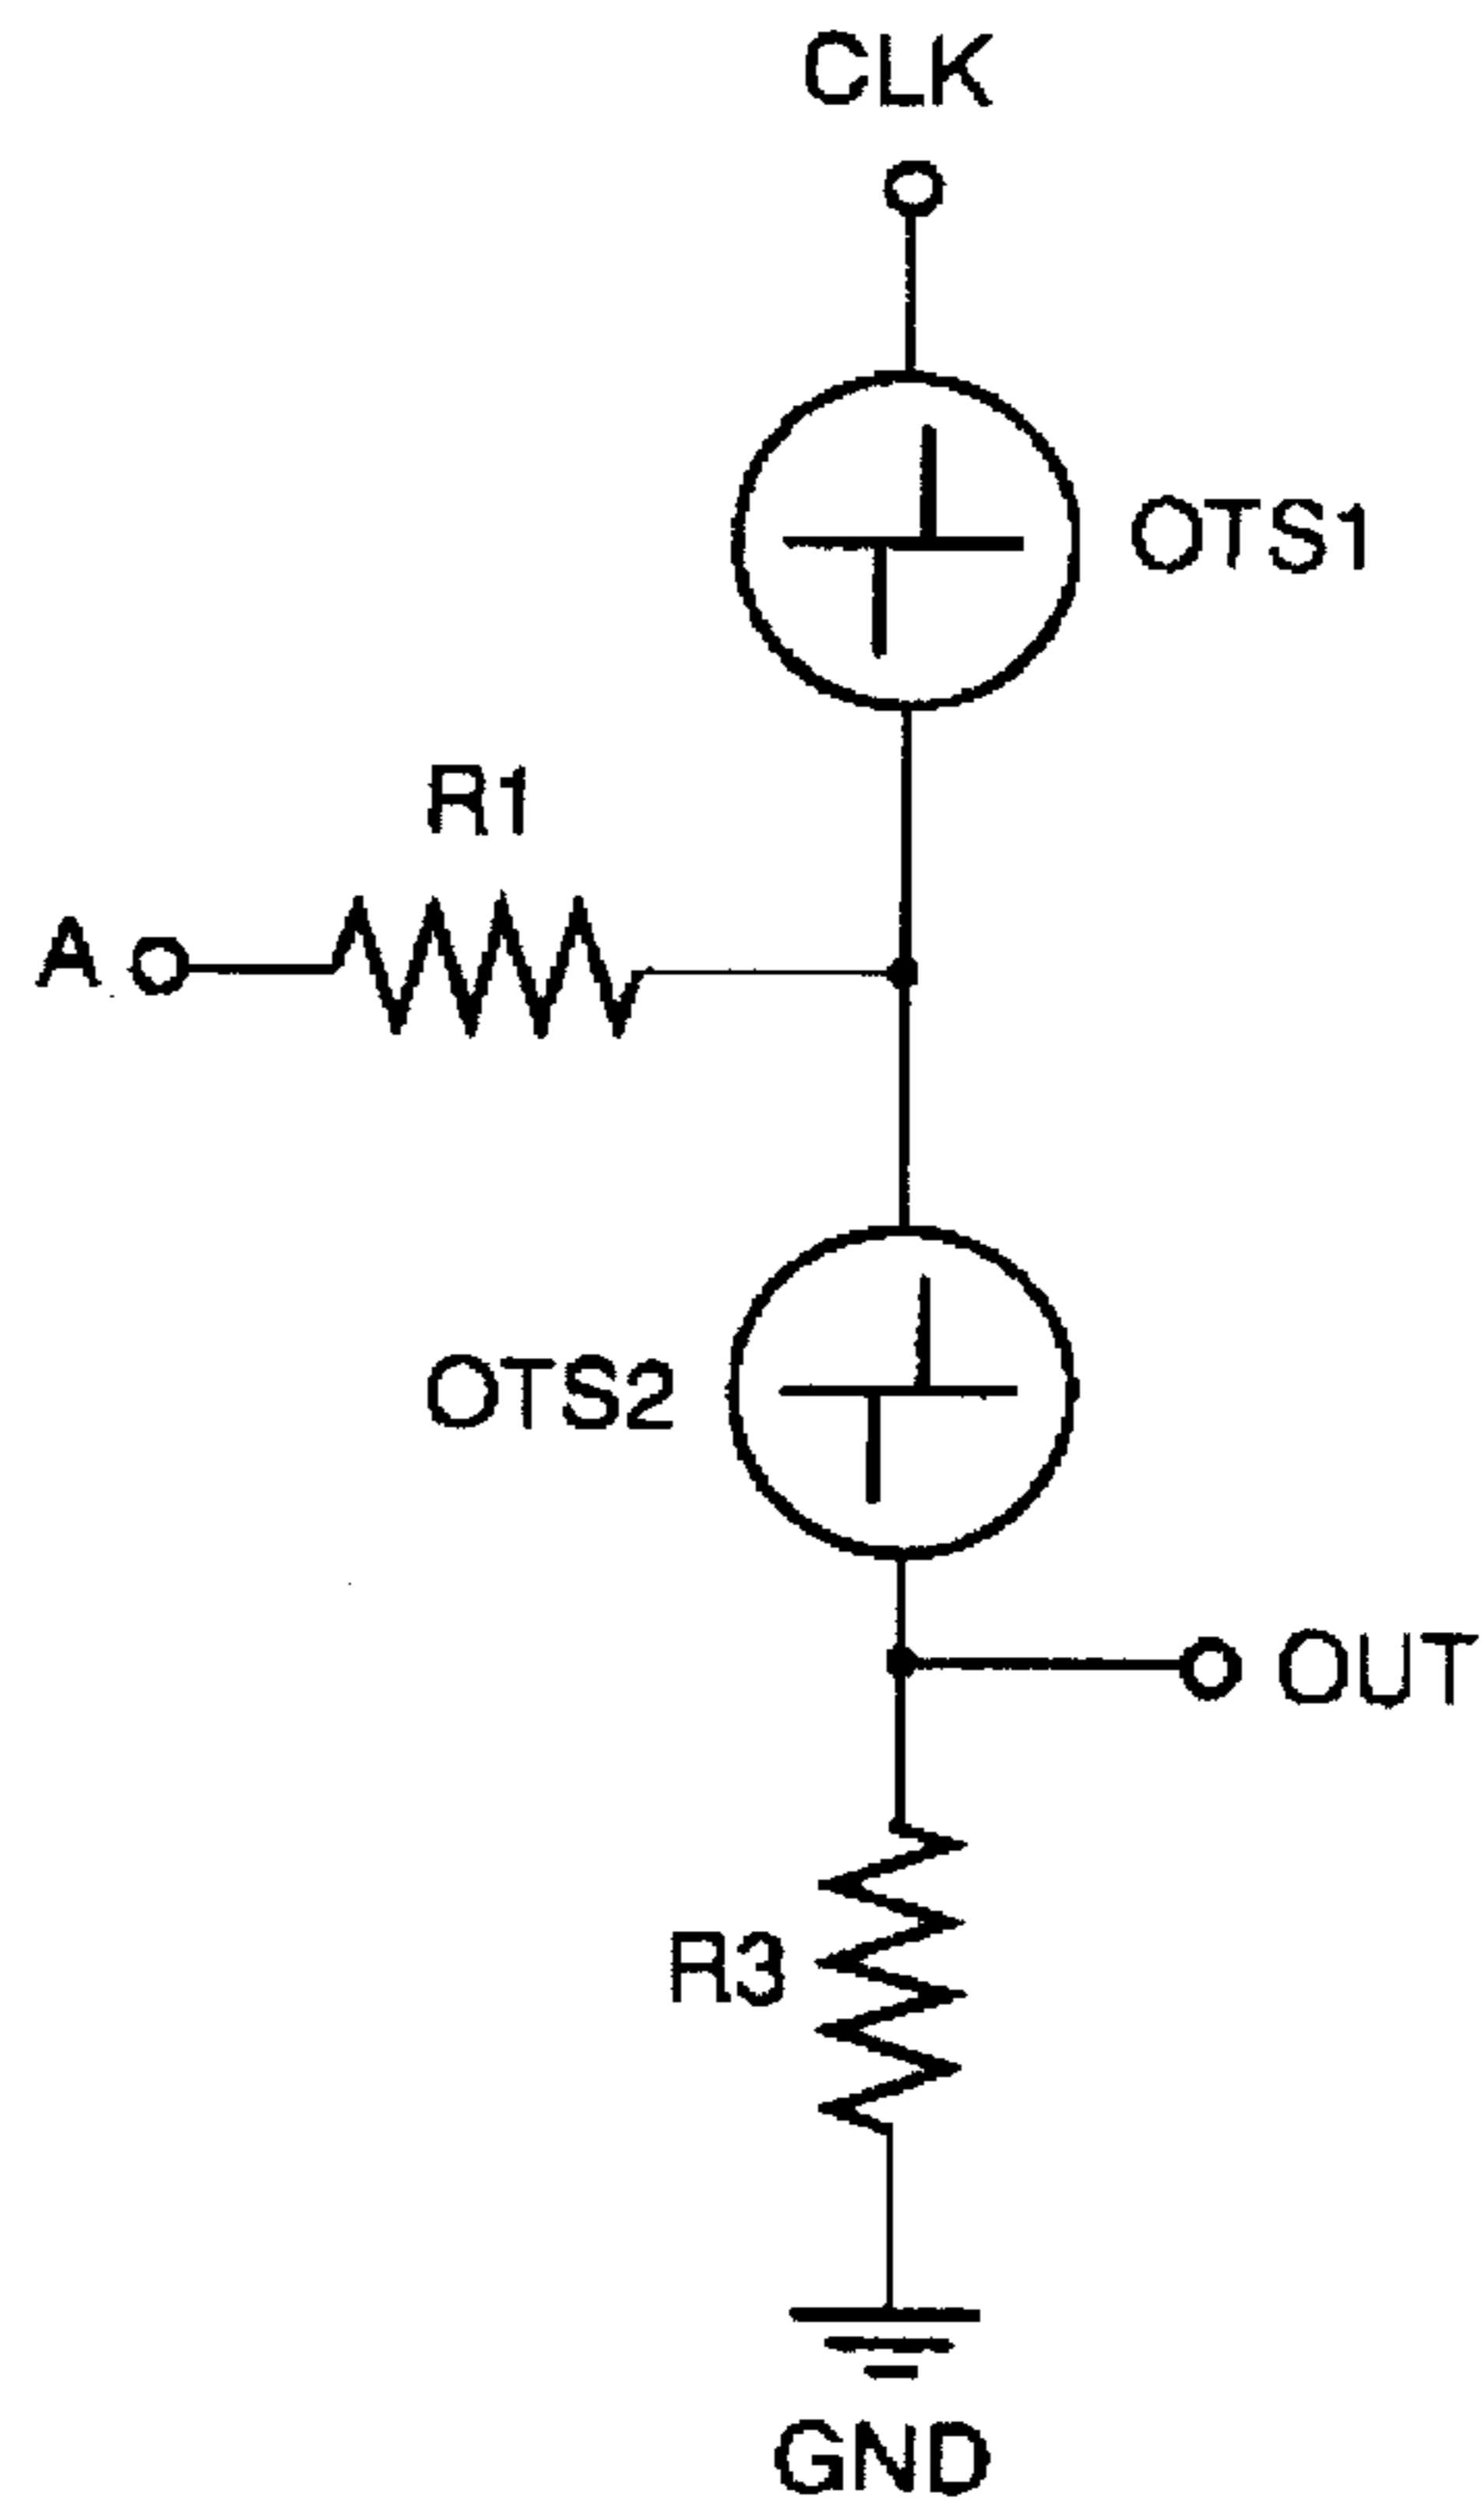 CLK
OTS1
R1
A
OTS2
OUT
R3
GND